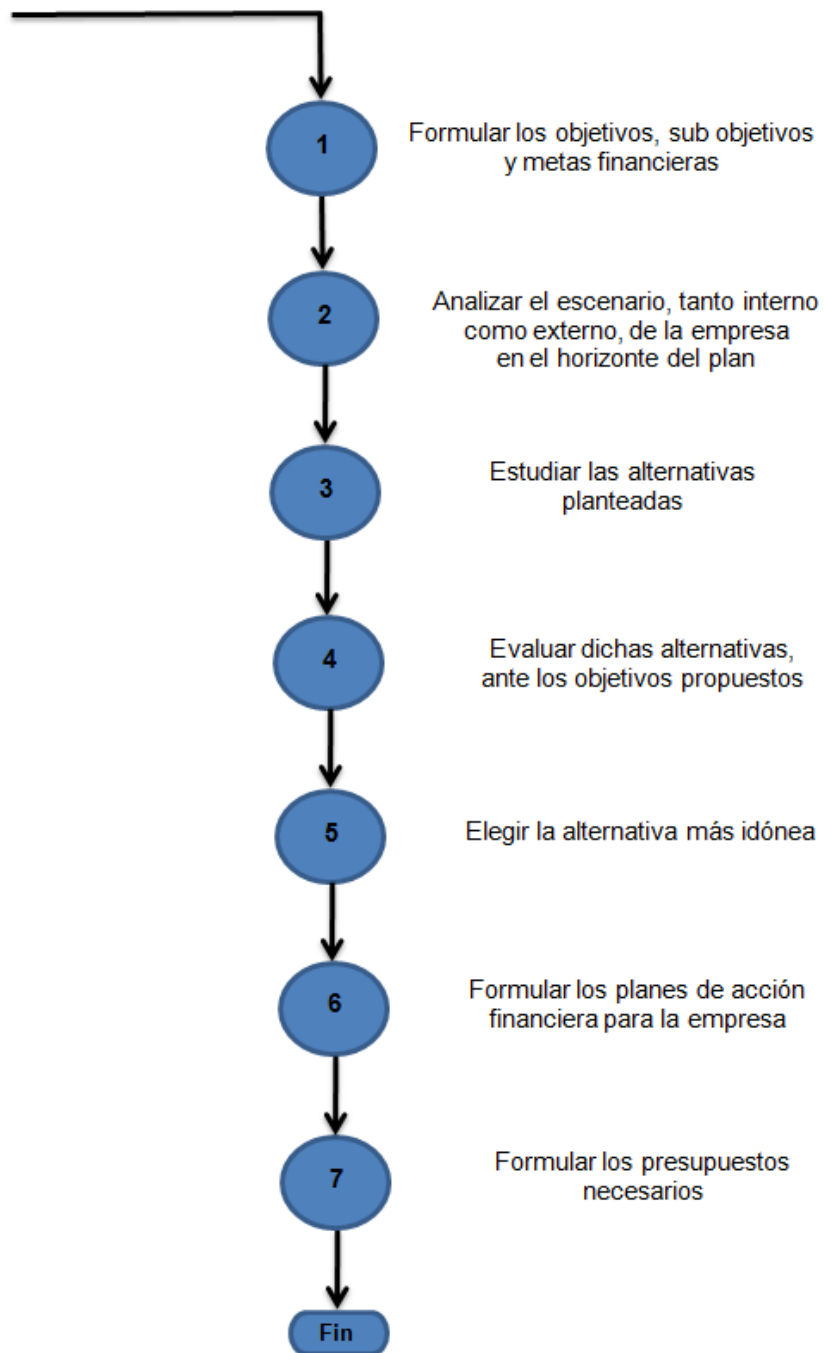 1
Formular los objetivos, sub objetivos
y metas financieras
2
Analizar el escenario, tanto interno
como externo, de la empresa
en el horizonte del plan
3
Estudiar las alternativas
planteadas
4
Evaluar dichas alternativas,
ante los objetivos propuestos
5
Elegir la alternativa más idónea
6
Formular los planes de acción
financiera para la empresa
7
Formular los presupuestos
necesarios
Fin